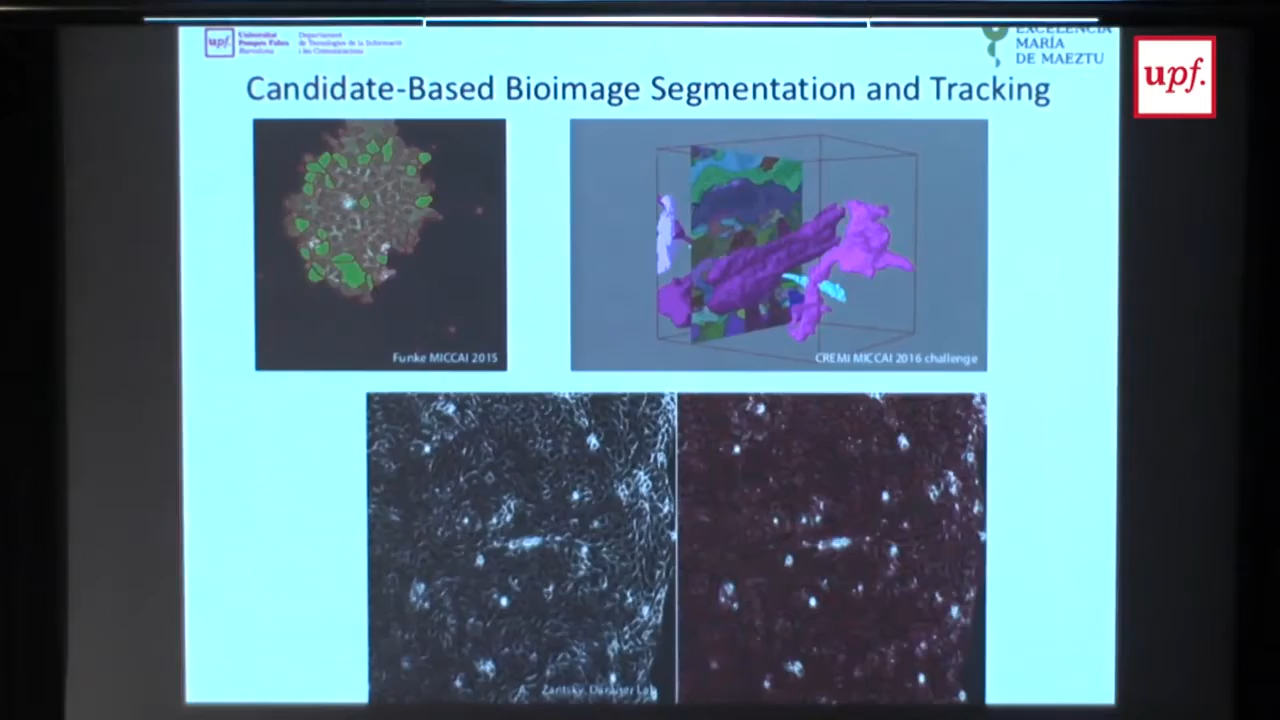 upf.
Universitat
Pompeu Fabra
Barcelona
Departament
de Tecnologies de la Informació
i les Comunicacions
EXCELENCIA
MARÍA
DE MAEZTU
upf.
Candidate-Based Bioimage Segmentation and Tracking
Funke MICCAI 2015
CREMI MICCAI 2016 challenge